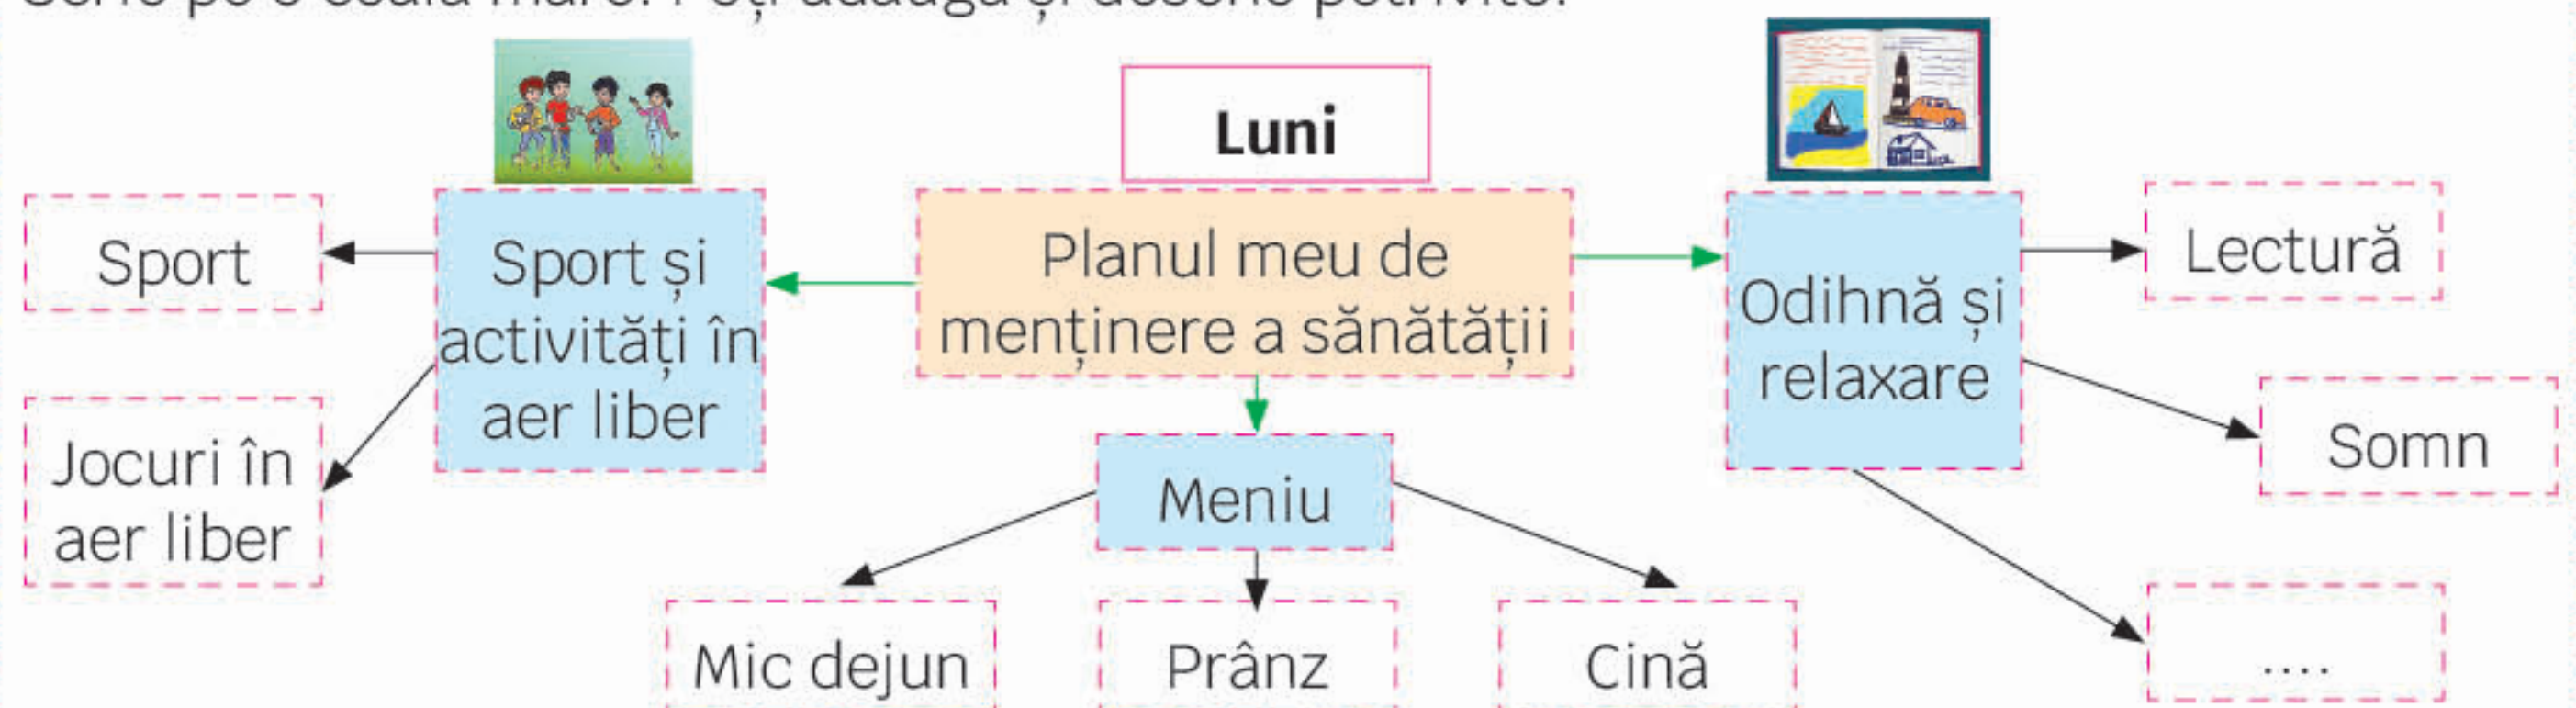 Luni
Sport
Sport și
activități în
aer liber
Jocuri în
aer liber
Planul meu de
menținere a sănătății
Odihnă și
relaxare
Lectură
Somn
....
Meniu
Mic dejun
Prânz
Cină